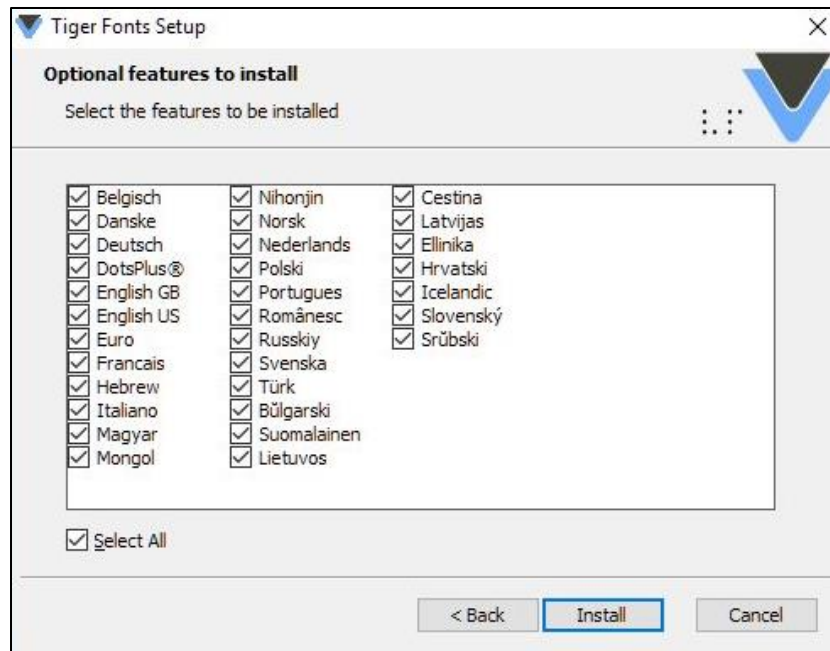 Tiger Fonts Setup
Optional features to install
Select the features to be installed
Belgisch
Danske
Deutsch
DotsPlus®
English GB
English US
Euro
Francais
Hebrew
Italiano
Magyar
Mongol
Nihonjin
Norsk
Nederlands
Polski
Portugues
Românesc
Russkiy
Svenska
Türk
Bŭlgarski
Suomalainen
Lietuvos
Cestina
Latvijas
Ellinika
Hrvatski
Icelandic
Slovenský
Srŭbski
Select All
< Back
Install
Cancel